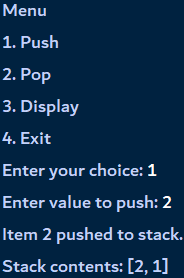 Menu
1. Push
2. Pop
3. Display
4. Exit
Enter your choice: 1
Enter value to push: 2
Item 2 pushed to stack.
Stack contents: [2, 1]